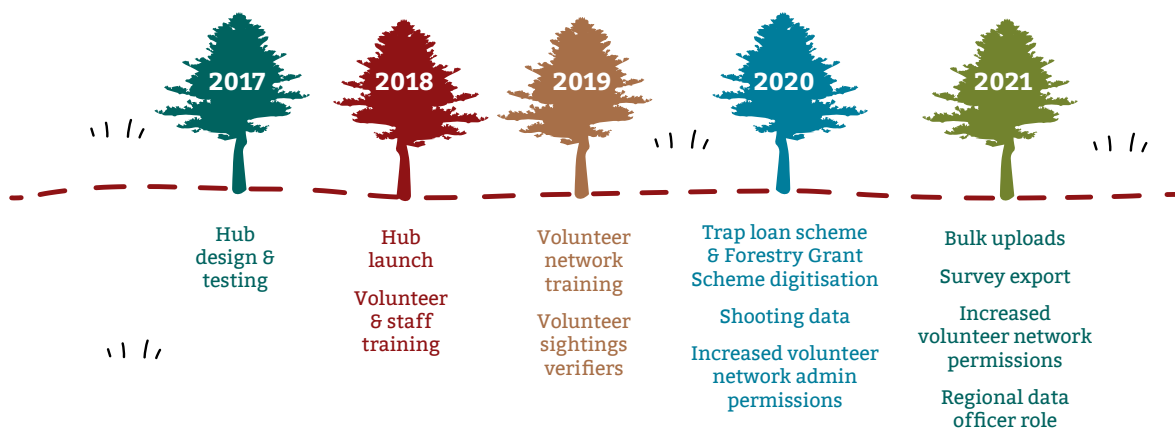 2017
2018
2019
2020
2021
Hub
design &
testing
Hub
launch
Volunteer
& staff
training
Volunteer
network
training
Volunteer
sightings
verifiers
Trap loan scheme
& Forestry Grant
Scheme digitisation
Shooting data
Increased volunteer
network admin
permissions
Bulk uploads
Survey export
Increased
volunteer network
permissions
Regional data
officer role